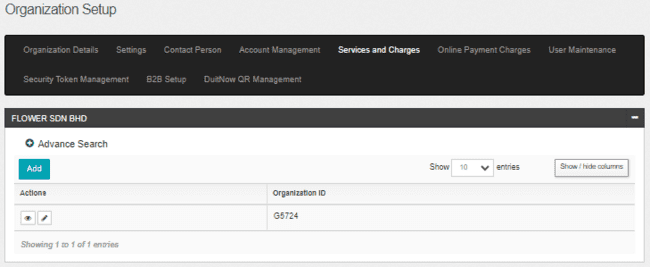 Organization Setup
Organization Details Settings Contact Person Account Management Services and Charges Online Payment Charges User Maintenance
Security Token Management B2B Setup DuitNow QR Management
FLOWER SDN BHD
Advance Search
Add Show 10 entries Show / hide columns
Actions Organization ID
G5724
Showing 1 to 1 of 1 entries